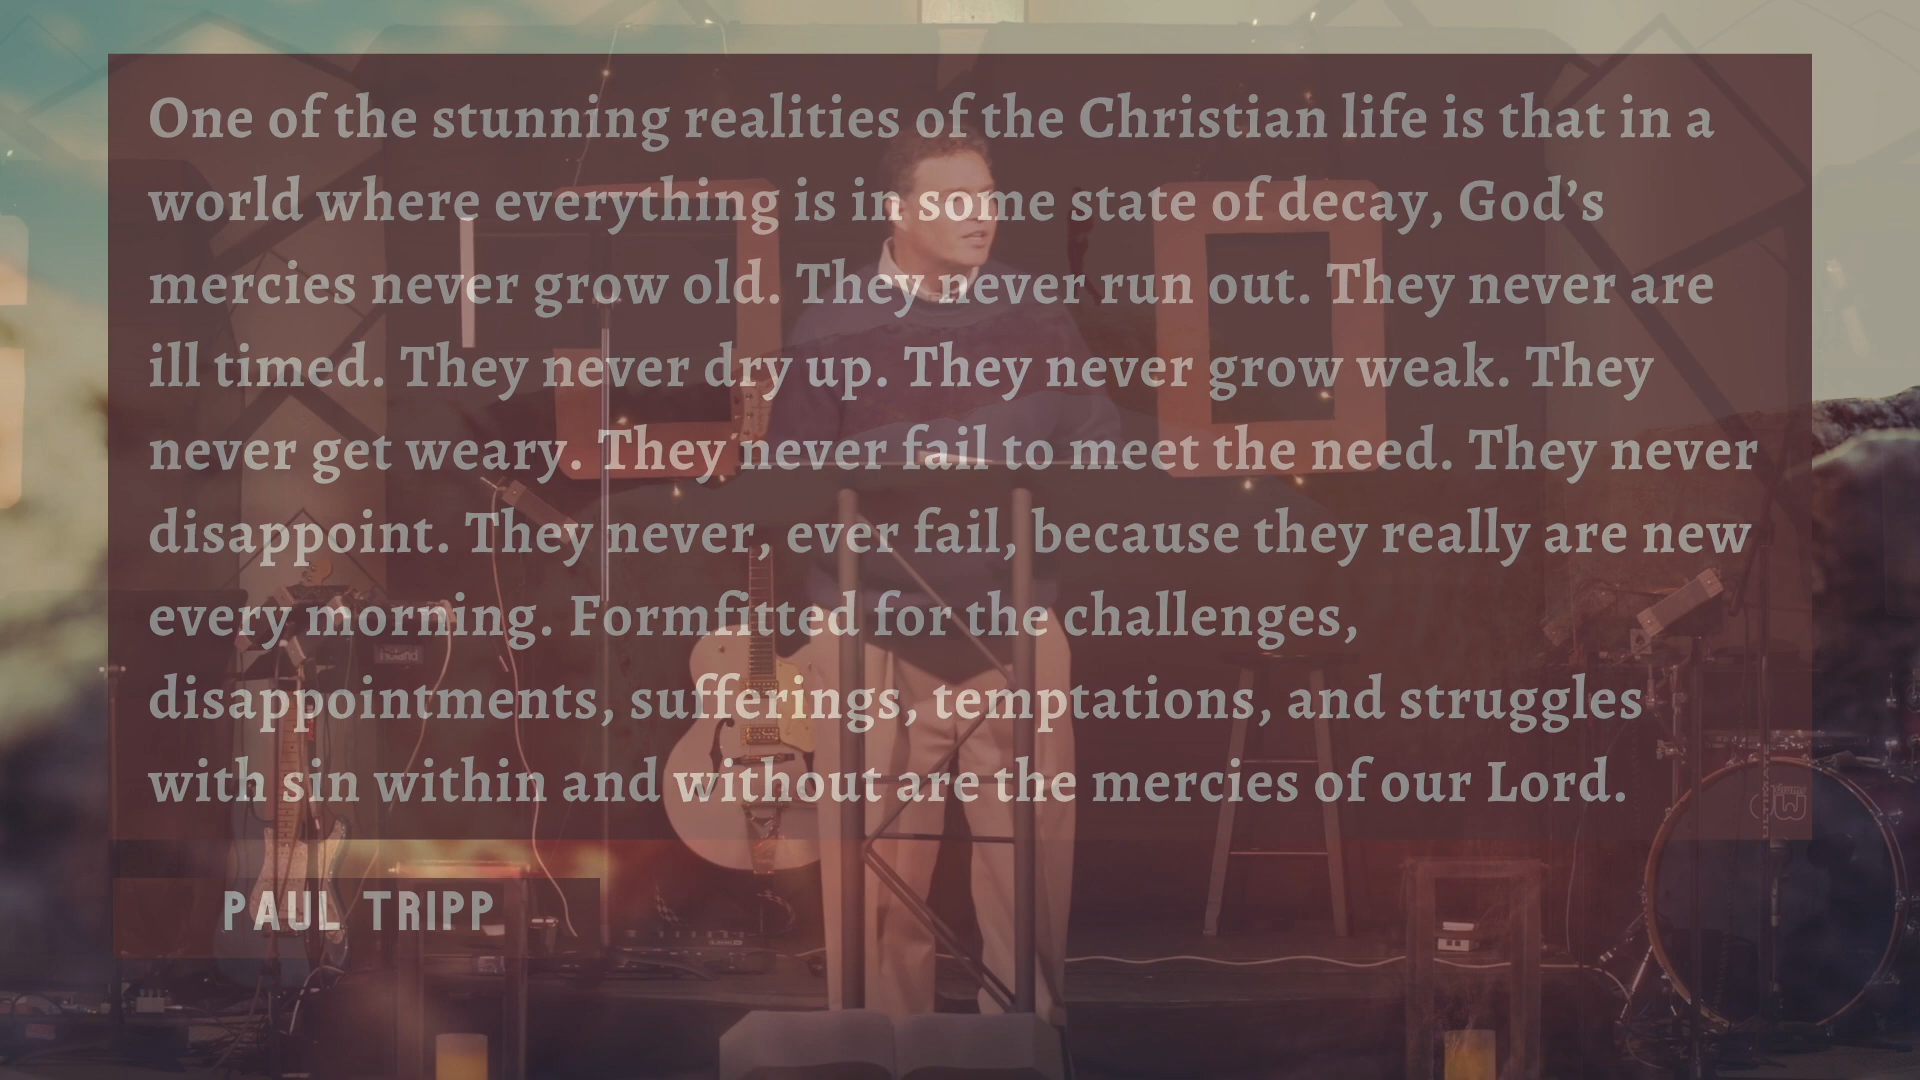 One of the stunning realities of the Christian life is that in a
world where everything is in some state of decay, God’s
mercies never grow old. They never run out. They never are
ill timed. They never dry up. They never grow weak. They
never get weary. They never fail to meet the need. They never
disappoint. They never, ever fail, because they really are new
every morning. Formfitted for the challenges,
disappointments, sufferings, temptations, and struggles
with sin within and without are the mercies of our Lord.
PAUL TRIPP
Roland